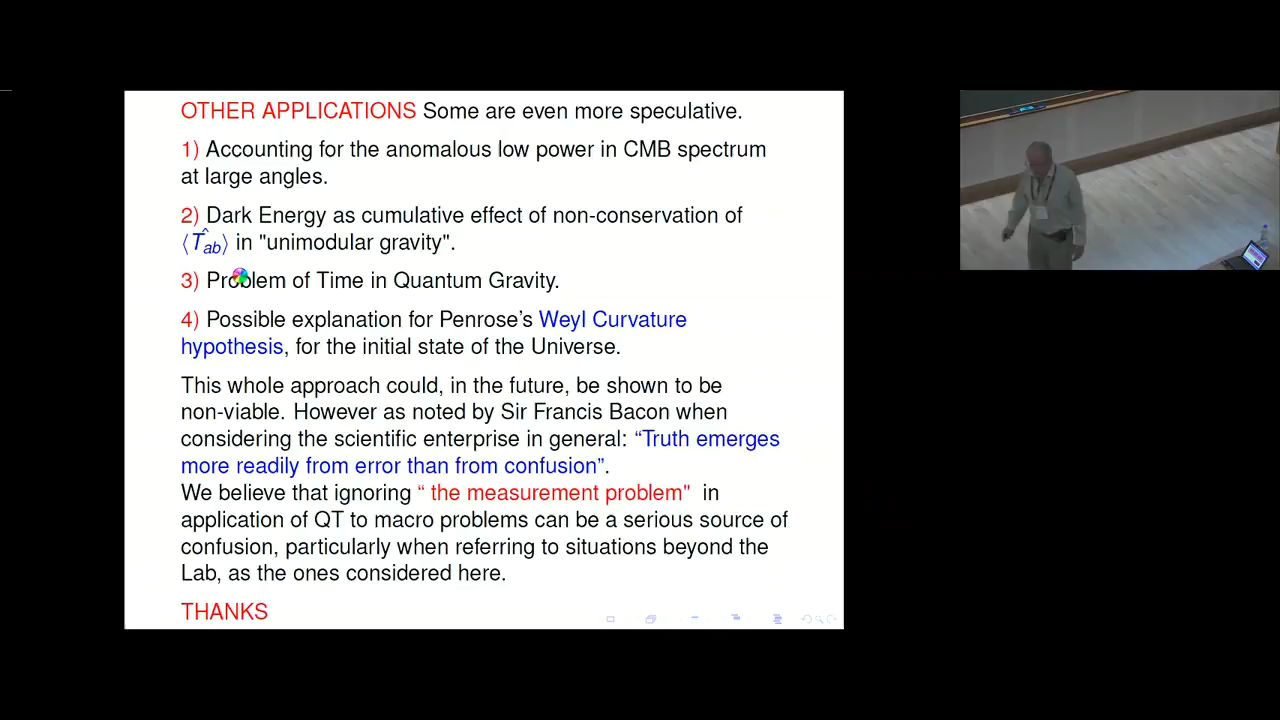 OTHER APPLICATIONS Some are even more speculative.
1) Accounting for the anomalous low power in CMB spectrum
at large angles.
2) Dark Energy as cumulative effect of non-conservation of
⟨T̂_ab⟩ in "unimodular gravity".
3) Problem of Time in Quantum Gravity.
4) Possible explanation for Penrose's Weyl Curvature
hypothesis, for the initial state of the Universe.
This whole approach could, in the future, be shown to be
non-viable. However as noted by Sir Francis Bacon when
considering the scientific enterprise in general: “Truth emerges
more readily from error than from confusion”.
We believe that ignoring “ the measurement problem" in
application of QT to macro problems can be a serious source of
confusion, particularly when referring to situations beyond the
Lab, as the ones considered here.
THANKS